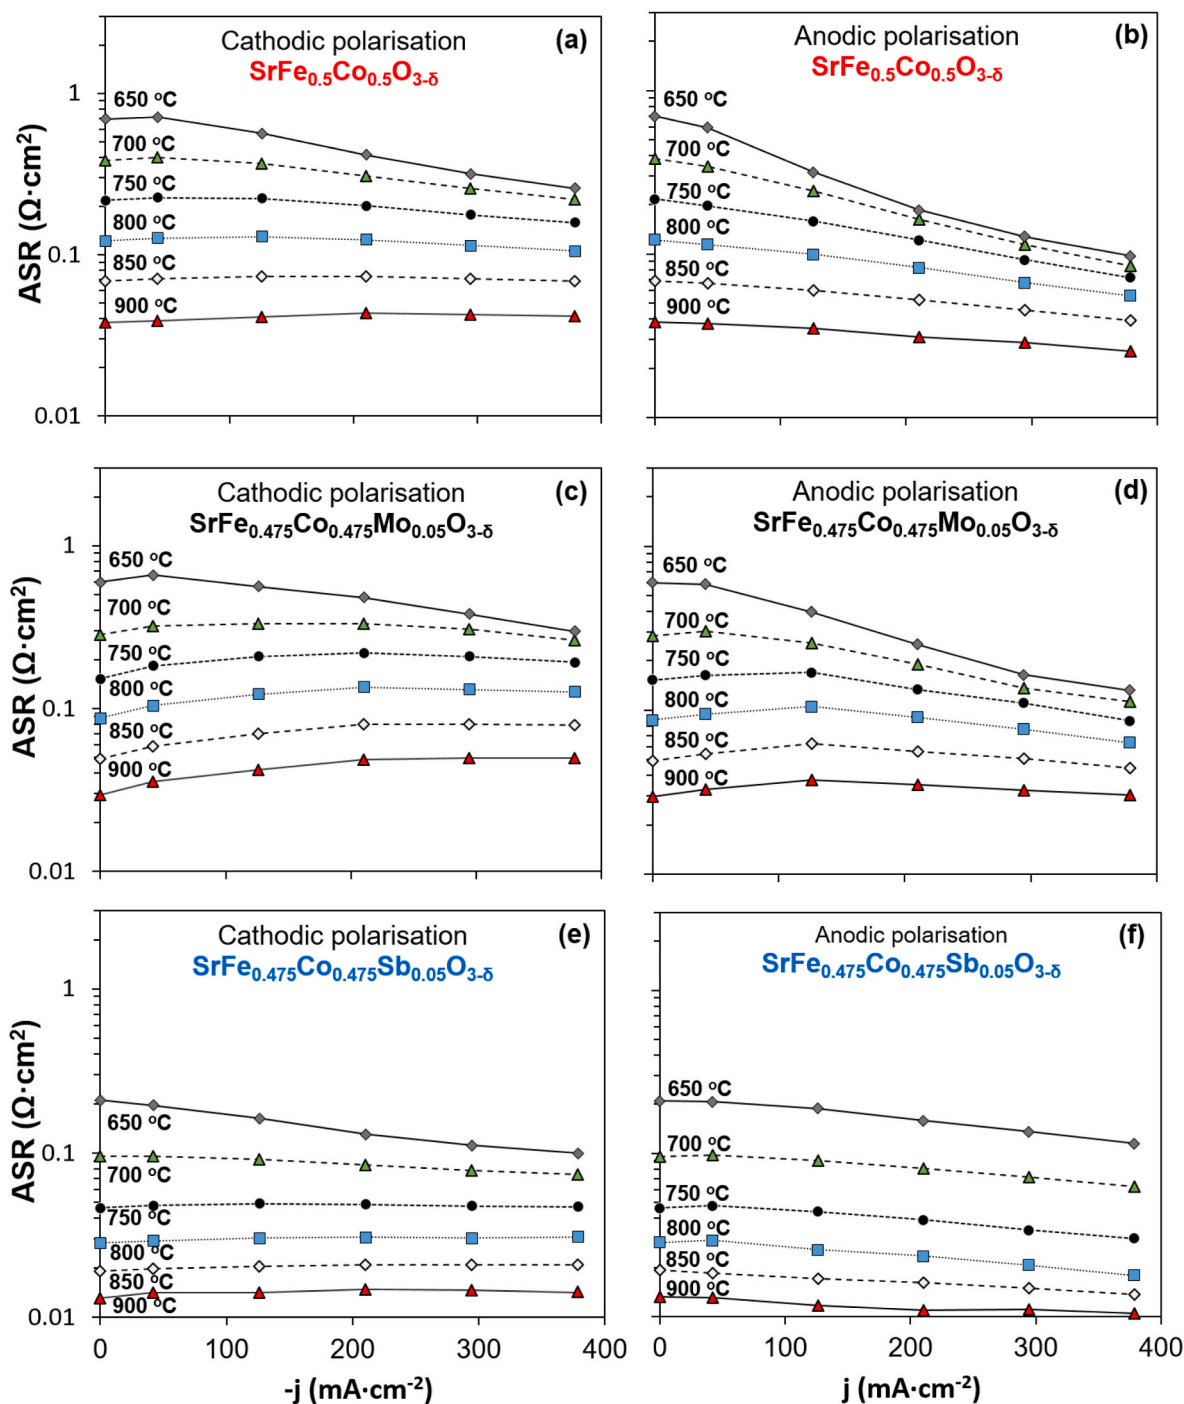 Cathodic polarisation (a)
SrFe₀.₅Co₀.₅O₃₋δ
650 °C
700 °C
750 °C
800 °C
850 °C
900 °C
1
0.1
0.01
ASR (Ω·cm²)
Anodic polarisation (b)
SrFe₀.₅Co₀.₅O₃₋δ
650 °C
700 °C
750 °C
800 °C
850 °C
900 °C
Cathodic polarisation (c)
SrFe₀.₄₇₅Co₀.₄₇₅Mo₀.₀₅O₃₋δ
650 °C
700 °C
750 °C
800 °C
850 °C
900 °C
1
0.1
0.01
ASR (Ω·cm²)
Anodic polarisation (d)
SrFe₀.₄₇₅Co₀.₄₇₅Mo₀.₀₅O₃₋δ
650 °C
700 °C
750 °C
800 °C
850 °C
900 °C
Cathodic polarisation (e)
SrFe₀.₄₇₅Co₀.₄₇₅Sb₀.₀₅O₃₋δ
650 °C
700 °C
750 °C
800 °C
850 °C
900 °C
1
0.1
0.01
ASR (Ω·cm²)
0 100 200 300 400
-j (mA·cm⁻²)
Anodic polarisation (f)
SrFe₀.₄₇₅Co₀.₄₇₅Sb₀.₀₅O₃₋δ
650 °C
700 °C
750 °C
800 °C
850 °C
900 °C
0 100 200 300 400
j (mA·cm⁻²)